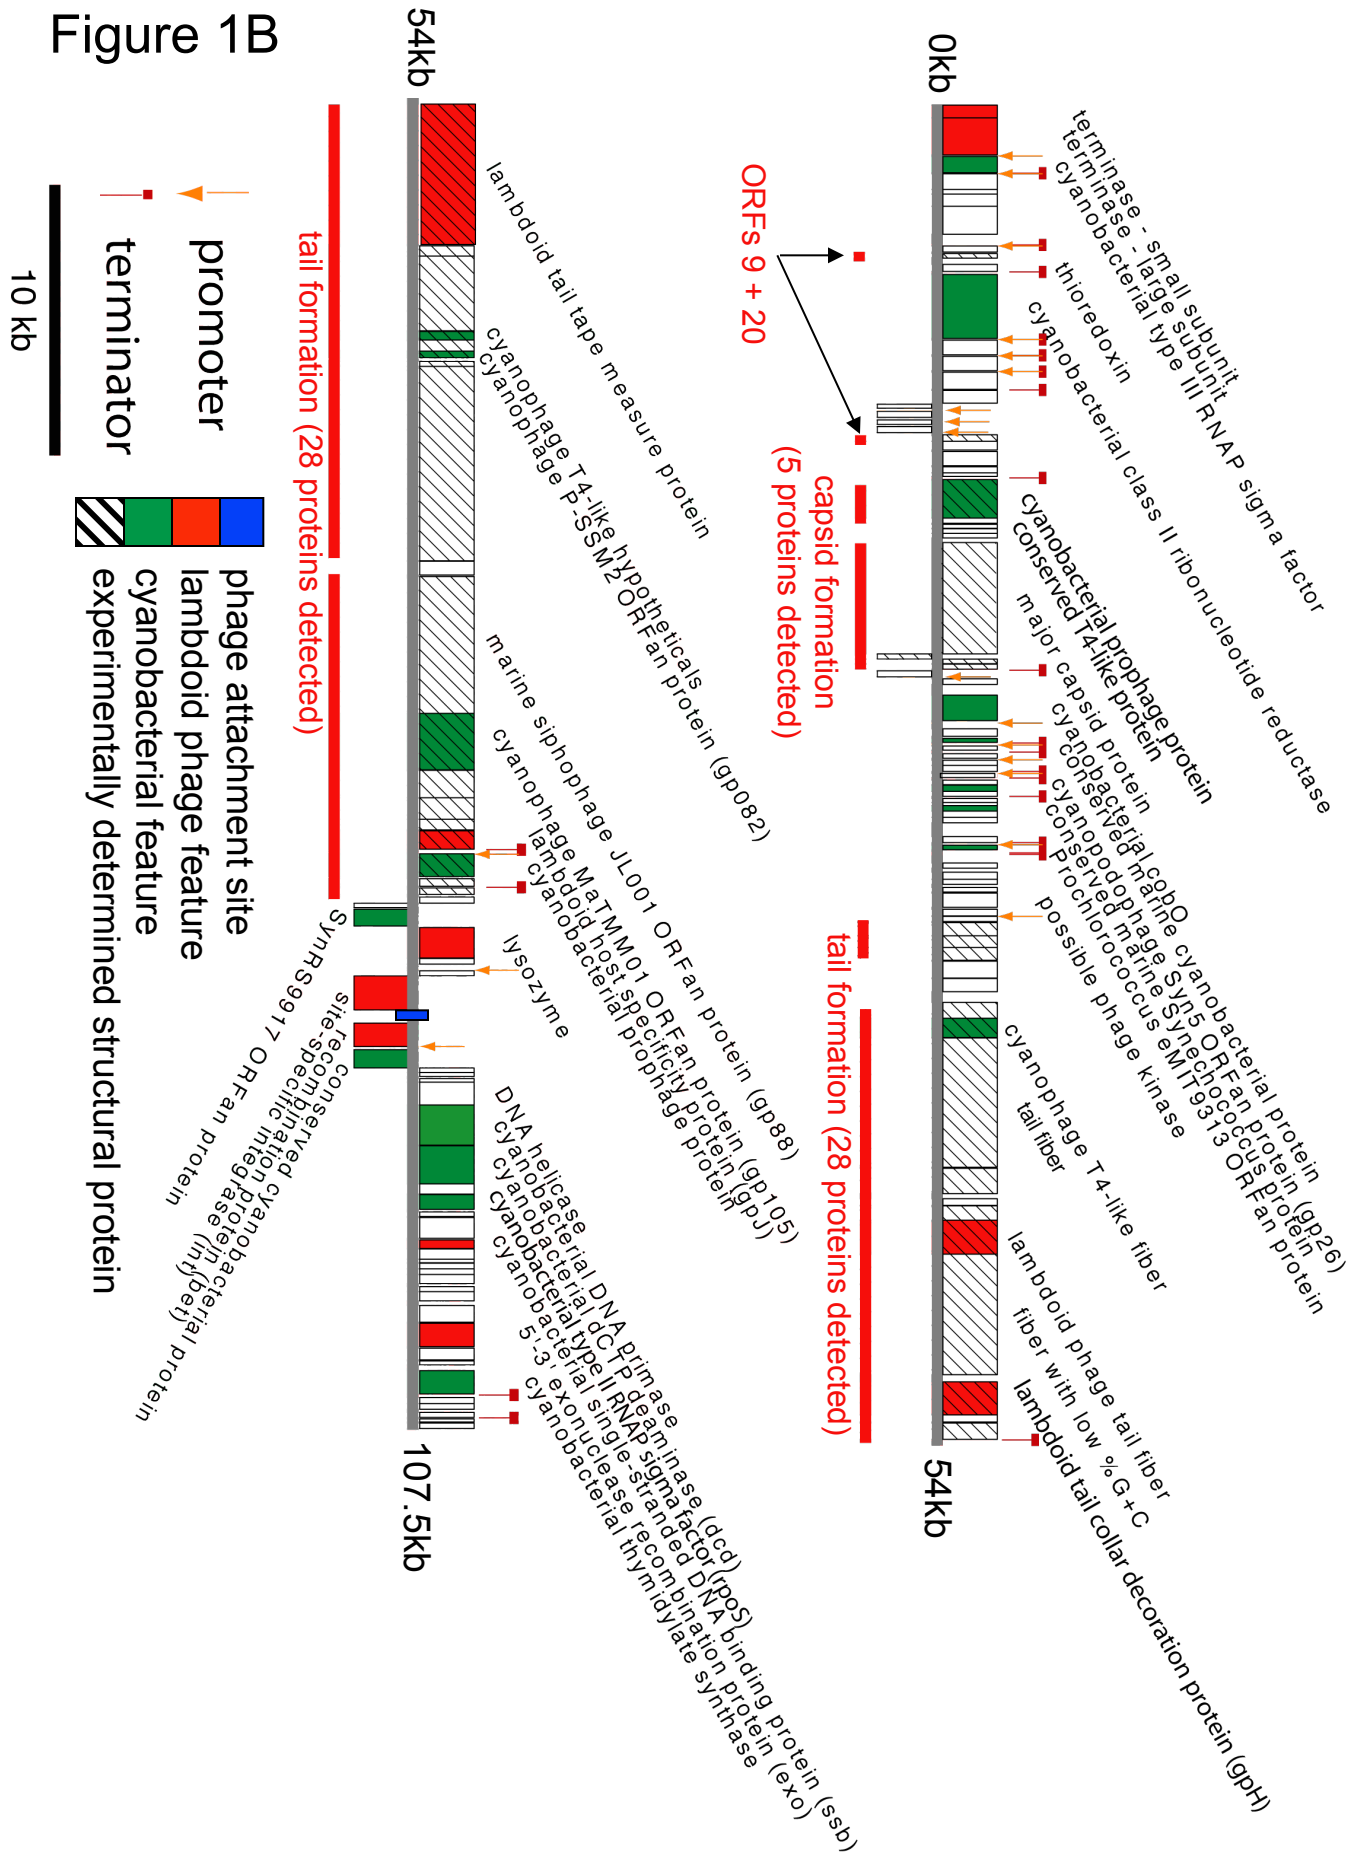 Figure 1B
0kb
terminase - small subunit
terminase - large subunit
cyanobacterial type III RNAP sigma factor
thioredoxin
cyanobacterial class II ribonucleotide reductase
cyanobacterial prophage protein
conserved T4-like protein
major capsid protein
cyanobacterial cobO
conserved marine cyanobacterial protein
cyanopodophage Syn5 ORFan protein (gp26)
conserved marine Synechococcus protein
Prochlorococcus eMIT9313 ORFan protein
possible phage kinase
cyanophage T4-like fiber
tail fiber
lambdoid phage tail fiber
fiber with low %G+C
lambdoid tail collar decoration protein (gpH)
54kb
ORFs 9 + 20
capsid formation
(5 proteins detected)
tail formation (28 proteins detected)
54kb
lambdoid tail tape measure protein
cyanophage T4-like hypotheticals
cyanophage P-SSM2 ORFan protein (gp082)
marine siphophage JL001 ORFan protein (gp88)
cyanophage MaTMM01 ORFan protein (gp105)
lambdoid host specificity protein (gpJ)
cyanobacterial prophage protein
lysozyme
DNA helicase
cyanobacterial DNA primase
cyanobacterial dCTP deaminase (dcd)
cyanobacterial type II RNAP sigma factor (rpoS)
cyanobacterial single-stranded DNA binding protein (ssb)
5'-3' exonuclease recombination protein (exo)
cyanobacterial thymidylate synthase
107.5kb
SynRS9917 ORFan protein
site-specific integrase (int)
recombination protein (bet)
conserved cyanobacterial protein
tail formation (28 proteins detected)
promoter
terminator
10 kb
phage attachment site
lambdoid phage feature
cyanobacterial feature
experimentally determined structural protein